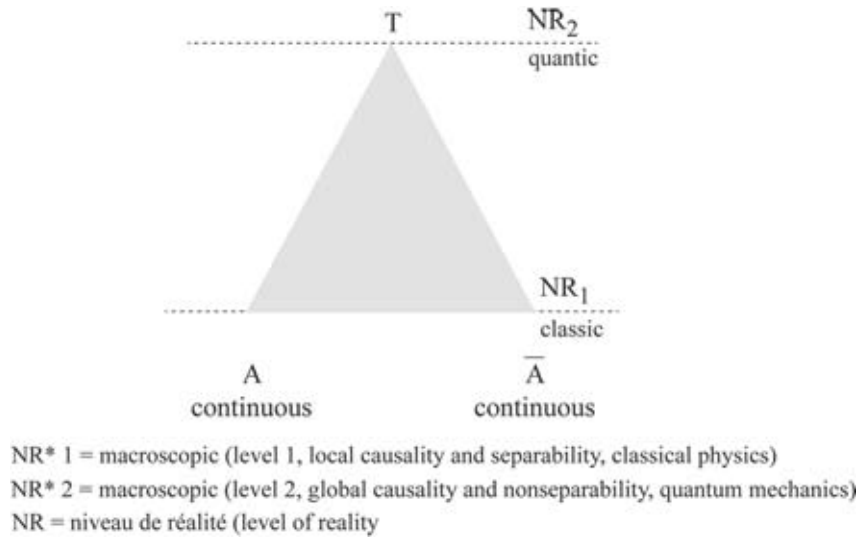 T NR₂
quantic
NR₁
classic
A A̅
continuous continuous
NR* 1 = macroscopic (level 1, local causality and separability, classical physics)
NR* 2 = macroscopic (level 2, global causality and nonseparability, quantum mechanics)
NR = niveau de réalité (level of reality